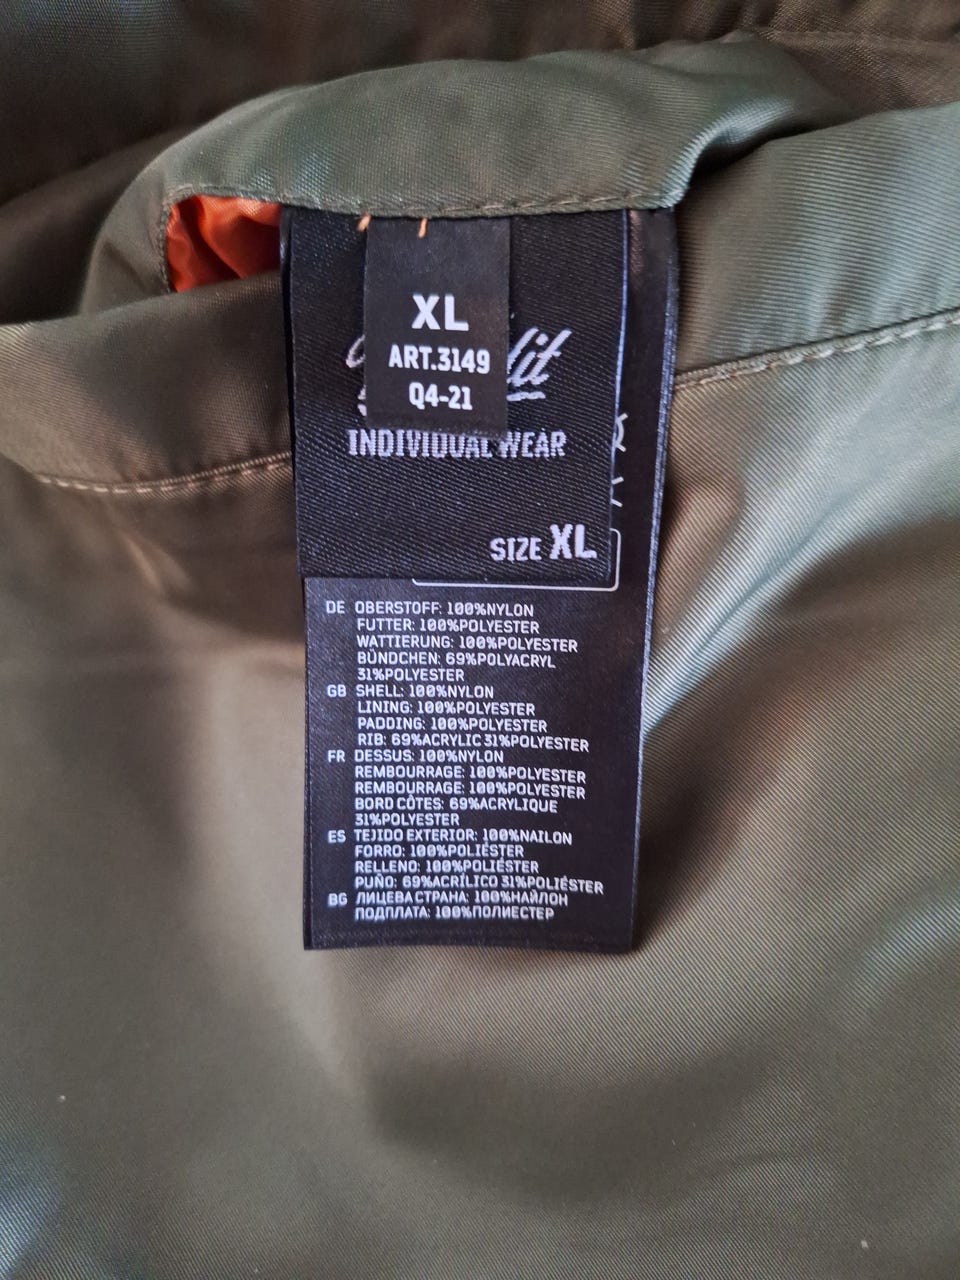 XL
ART.3149
Q4-21
INDIVIDUAL WEAR
SIZE XL
DE OBERSTOFF: 100%NYLON
FUTTER: 100%POLYESTER
WATTIERUNG: 100%POLYESTER
BÜNDCHEN: 69%POLYACRYL
31%POLYESTER
GB SHELL: 100%NYLON
LINING: 100%POLYESTER
PADDING: 100%POLYESTER
RIB: 69%ACRYLIC 31%POLYESTER
FR DESSUS: 100%NYLON
REMBOURRAGE: 100%POLYESTER
REMBOURRAGE: 100%POLYESTER
BORD CÔTES: 69%ACRYLIQUE
31%POLYESTER
ES TEJIDO EXTERIOR: 100%NAILON
FORRO: 100%POLIÉSTER
RELLENO: 100%POLIÉSTER
PUÑO: 69%ACRÍLICO 31%POLIÉSTER
BG ЛИЦЕВА СТРАНА: 100%НАЙЛОН
ПОДПЛАТА: 100%ПОЛИЕСТЕР